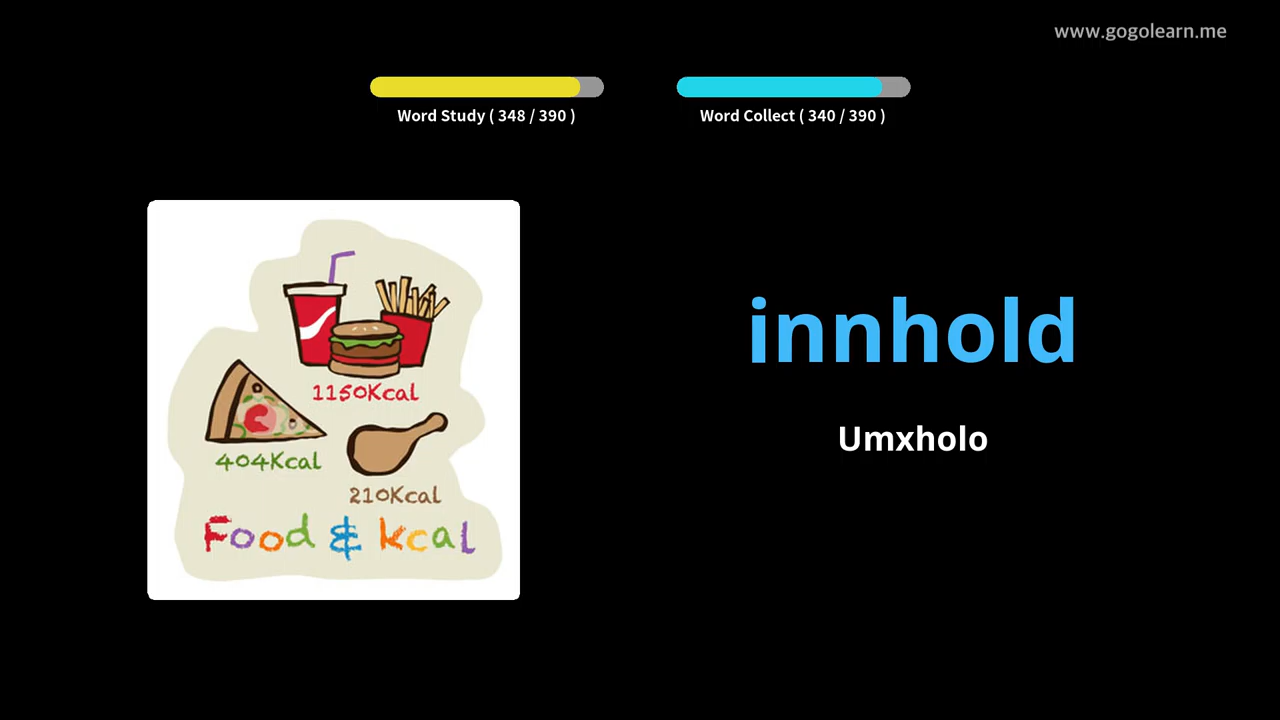 www.gogolearn.me
Word Study ( 348 / 390 )
Word Collect ( 340 / 390 )
1150Kcal
404Kcal
210Kcal
Food & kcal
innhold
Umxholo